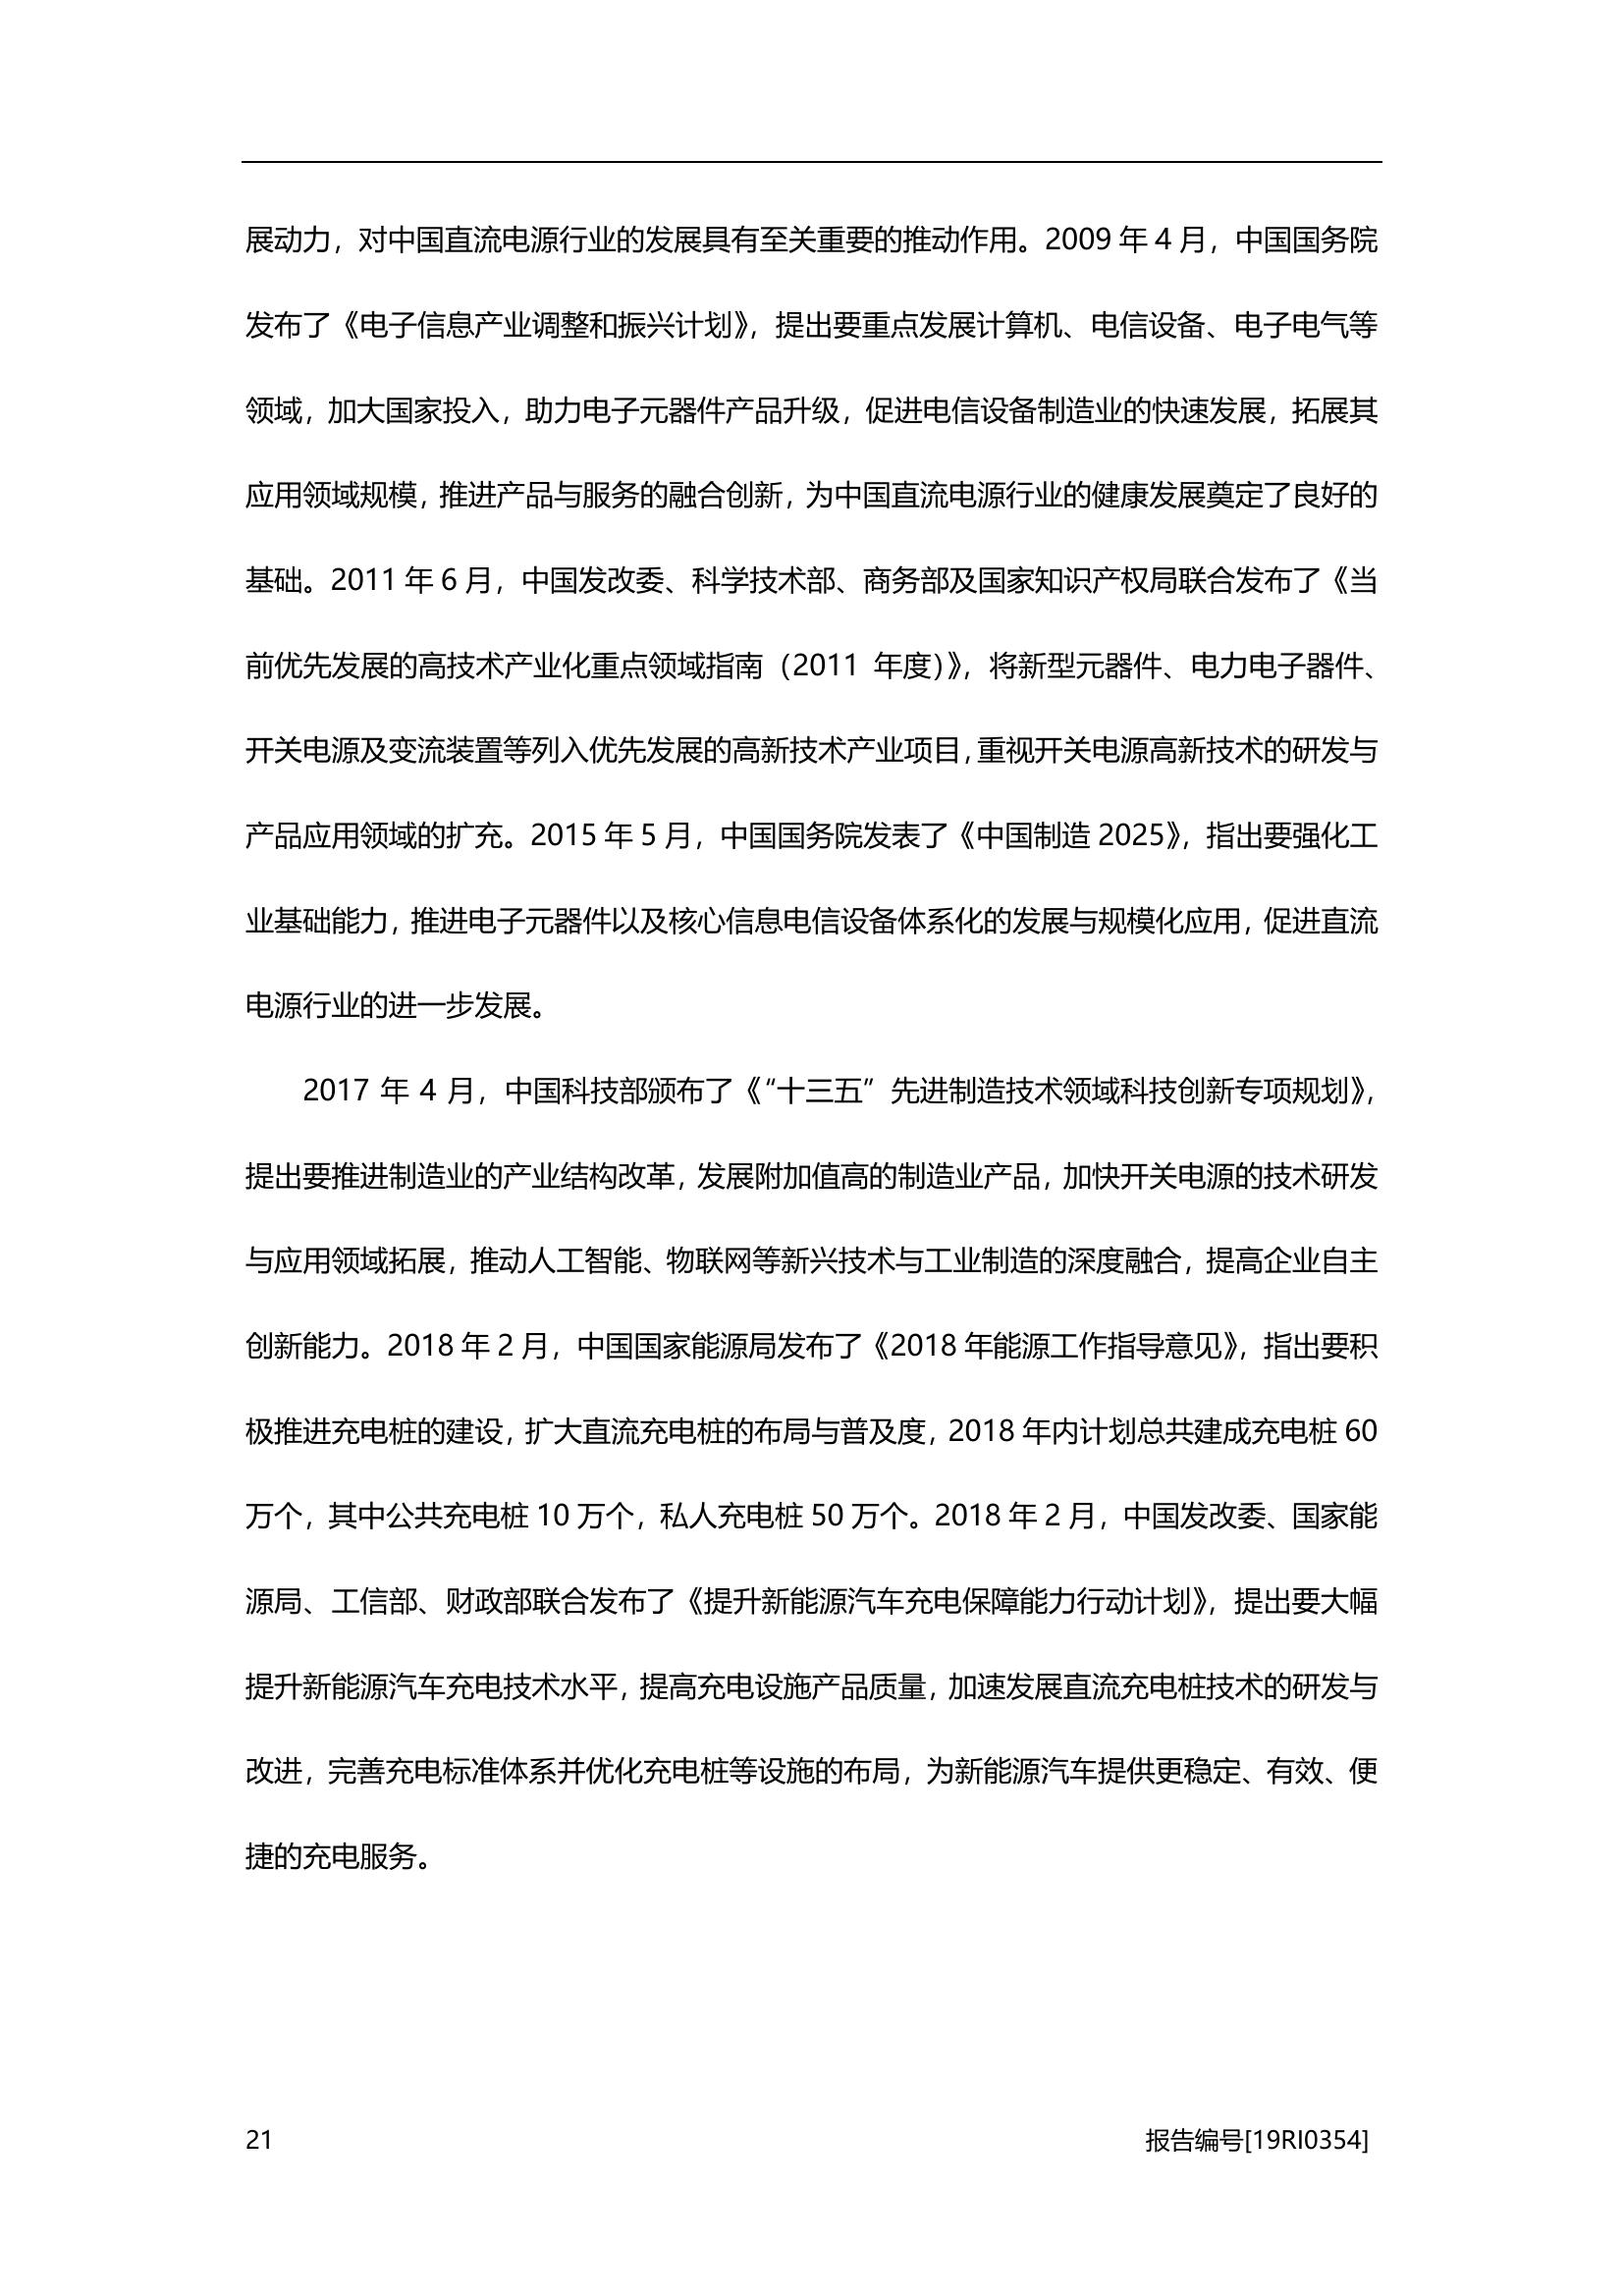 展动力，对中国直流电源行业的发展具有至关重要的推动作用。2009 年 4 月，中国国务院
发布了《电子信息产业调整和振兴计划》，提出要重点发展计算机、电信设备、电子电气等
领域，加大国家投入，助力电子元器件产品升级，促进电信设备制造业的快速发展，拓展其
应用领域规模，推进产品与服务的融合创新，为中国直流电源行业的健康发展奠定了良好的
基础。2011 年 6 月，中国发改委、科学技术部、商务部及国家知识产权局联合发布了《当
前优先发展的高技术产业化重点领域指南（2011 年度）》，将新型元器件、电力电子器件、
开关电源及变流装置等列入优先发展的高新技术产业项目，重视开关电源高新技术的研发与
产品应用领域的扩充。2015 年 5 月，中国国务院发表了《中国制造 2025》，指出要强化工
业基础能力，推进电子元器件以及核心信息电信设备体系化的发展与规模化应用，促进直流
电源行业的进一步发展。
2017 年 4 月，中国科技部颁布了《“十三五”先进制造技术领域科技创新专项规划》，
提出要推进制造业的产业结构改革，发展附加值高的制造业产品，加快开关电源的技术研发
与应用领域拓展，推动人工智能、物联网等新兴技术与工业制造的深度融合，提高企业自主
创新能力。2018 年 2 月，中国国家能源局发布了《2018 年能源工作指导意见》，指出要积
极推进充电桩的建设，扩大直流充电桩的布局与普及度，2018 年内计划总共建成充电桩 60
万个，其中公共充电桩 10 万个，私人充电桩 50 万个。2018 年 2 月，中国发改委、国家能
源局、工信部、财政部联合发布了《提升新能源汽车充电保障能力行动计划》，提出要大幅
提升新能源汽车充电技术水平，提高充电设施产品质量，加速发展直流充电桩技术的研发与
改进，完善充电标准体系并优化充电桩等设施的布局，为新能源汽车提供更稳定、有效、便
捷的充电服务。
21 报告编号[19RI0354]